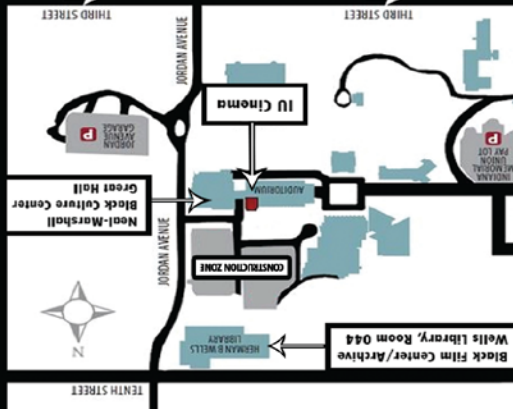 TENTH STREET
Black Film Center/Archive
Wells Library, Room 044
HERMAN B WELLS
LIBRARY
N
CONSTRUCTION ZONE
JORDAN AVENUE
Neal-Marshall
Black Culture Center
Great Hall
AUDITORIUM
INDIANA
MEMORIAL
UNION
PAY LOT
P
IU Cinema
JORDAN
AVENUE
GARAGE
P
JORDAN AVENUE
THIRD STREET
THIRD STREET